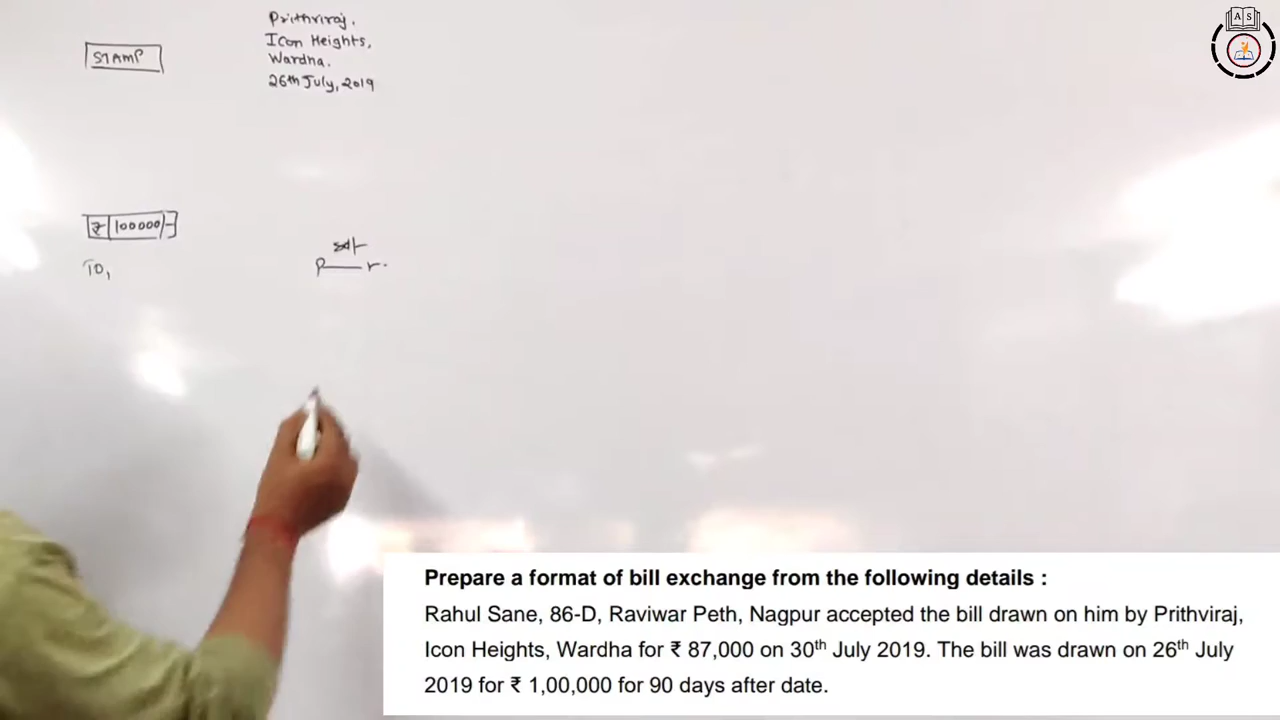 A S
STAMP
Prithviraj.
Icon Heights,
Wardha.
26th July, 2019
₹ 100000/-
To,
sd/-
P——r.
Prepare a format of bill exchange from the following details :
Rahul Sane, 86-D, Raviwar Peth, Nagpur accepted the bill drawn on him by Prithviraj,
Icon Heights, Wardha for ₹ 87,000 on 30th July 2019. The bill was drawn on 26th July
2019 for ₹ 1,00,000 for 90 days after date.